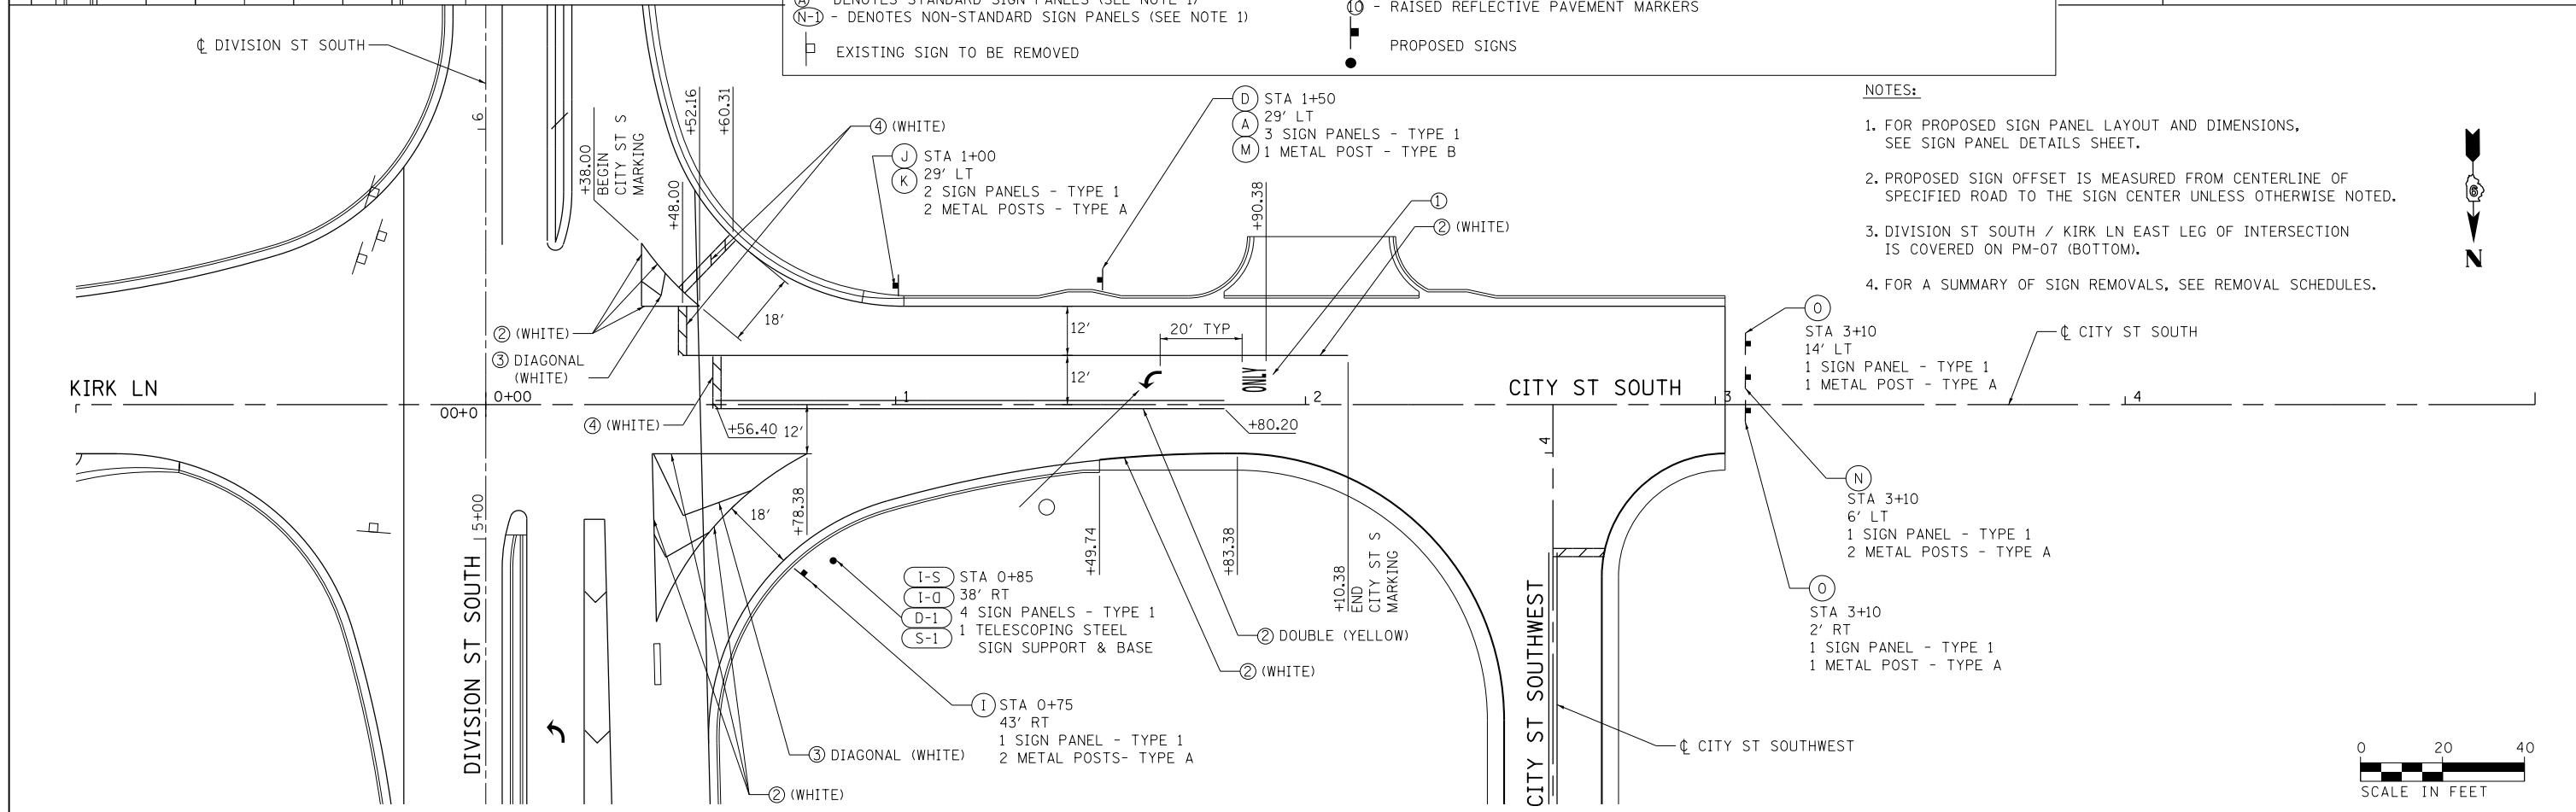 Ⓐ - DENOTES STANDARD SIGN PANELS (SEE NOTE 1)
N-1 - DENOTES NON-STANDARD SIGN PANELS (SEE NOTE 1)
EXISTING SIGN TO BE REMOVED
10 - RAISED REFLECTIVE PAVEMENT MARKERS
PROPOSED SIGNS
℄ DIVISION ST SOUTH
6
+38.00
BEGIN
CITY ST S
MARKING
+48.00
+52.16
+60.31
④ (WHITE)
J STA 1+00
K 29' LT
2 SIGN PANELS - TYPE 1
2 METAL POSTS - TYPE A
D STA 1+50
29' LT
A 3 SIGN PANELS - TYPE 1
M 1 METAL POST - TYPE B
+90.38
①
② (WHITE)
NOTES:
1. FOR PROPOSED SIGN PANEL LAYOUT AND DIMENSIONS,
SEE SIGN PANEL DETAILS SHEET.
2. PROPOSED SIGN OFFSET IS MEASURED FROM CENTERLINE OF
SPECIFIED ROAD TO THE SIGN CENTER UNLESS OTHERWISE NOTED.
3. DIVISION ST SOUTH / KIRK LN EAST LEG OF INTERSECTION
IS COVERED ON PM-07 (BOTTOM).
4. FOR A SUMMARY OF SIGN REMOVALS, SEE REMOVAL SCHEDULES.
6
N
② (WHITE)
③ DIAGONAL
(WHITE)
18'
12'
12'
20' TYP
ONLY
O
STA 3+10
14' LT
1 SIGN PANEL - TYPE 1
1 METAL POST - TYPE A
℄ CITY ST SOUTH
KIRK LN
0+00
00+0
1
2
CITY ST SOUTH
3
4
④ (WHITE)
+56.40
12'
+80.20
4
N
STA 3+10
6' LT
1 SIGN PANEL - TYPE 1
2 METAL POSTS - TYPE A
5+00
DIVISION ST SOUTH
18'
+78.38
+49.74
+83.38
+10.38
END
CITY ST S
MARKING
I-S STA 0+85
I-D 38' RT
D-1 4 SIGN PANELS - TYPE 1
S-1 1 TELESCOPING STEEL
SIGN SUPPORT & BASE
② DOUBLE (YELLOW)
② (WHITE)
O
STA 3+10
2' RT
1 SIGN PANEL - TYPE 1
1 METAL POST - TYPE A
I STA 0+75
43' RT
1 SIGN PANEL - TYPE 1
2 METAL POSTS- TYPE A
③ DIAGONAL (WHITE)
② (WHITE)
CITY ST SOUTHWEST
℄ CITY ST SOUTHWEST
0 20 40
SCALE IN FEET